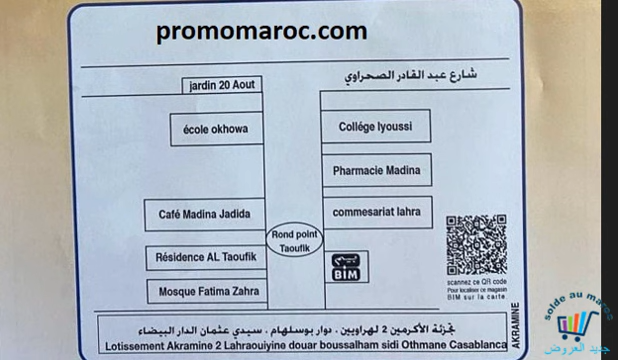 promomaroc.com
شارع عبد القادر الصحراوي
jardin 20 Aout
école okhowa
Collége lyoussi
Pharmacie Madina
Café Madina Jadida
commesariat lahra
Rond point
Taoufik
Résidence AL Taoufik
BİM
Mosque Fatima Zahra
scannez ce QR code
Pour localiser ce magasin
BIM sur la carte
AKRAMINE
تجزئة الأكرمين 2 لهراويين . دوار بوسلهام . سيدي عثمان الدار البيضاء
Lotissement Akramine 2 Lahraouiyine douar boussalham sidi Othmane Casablanca
solde au maroc
جديد العروض